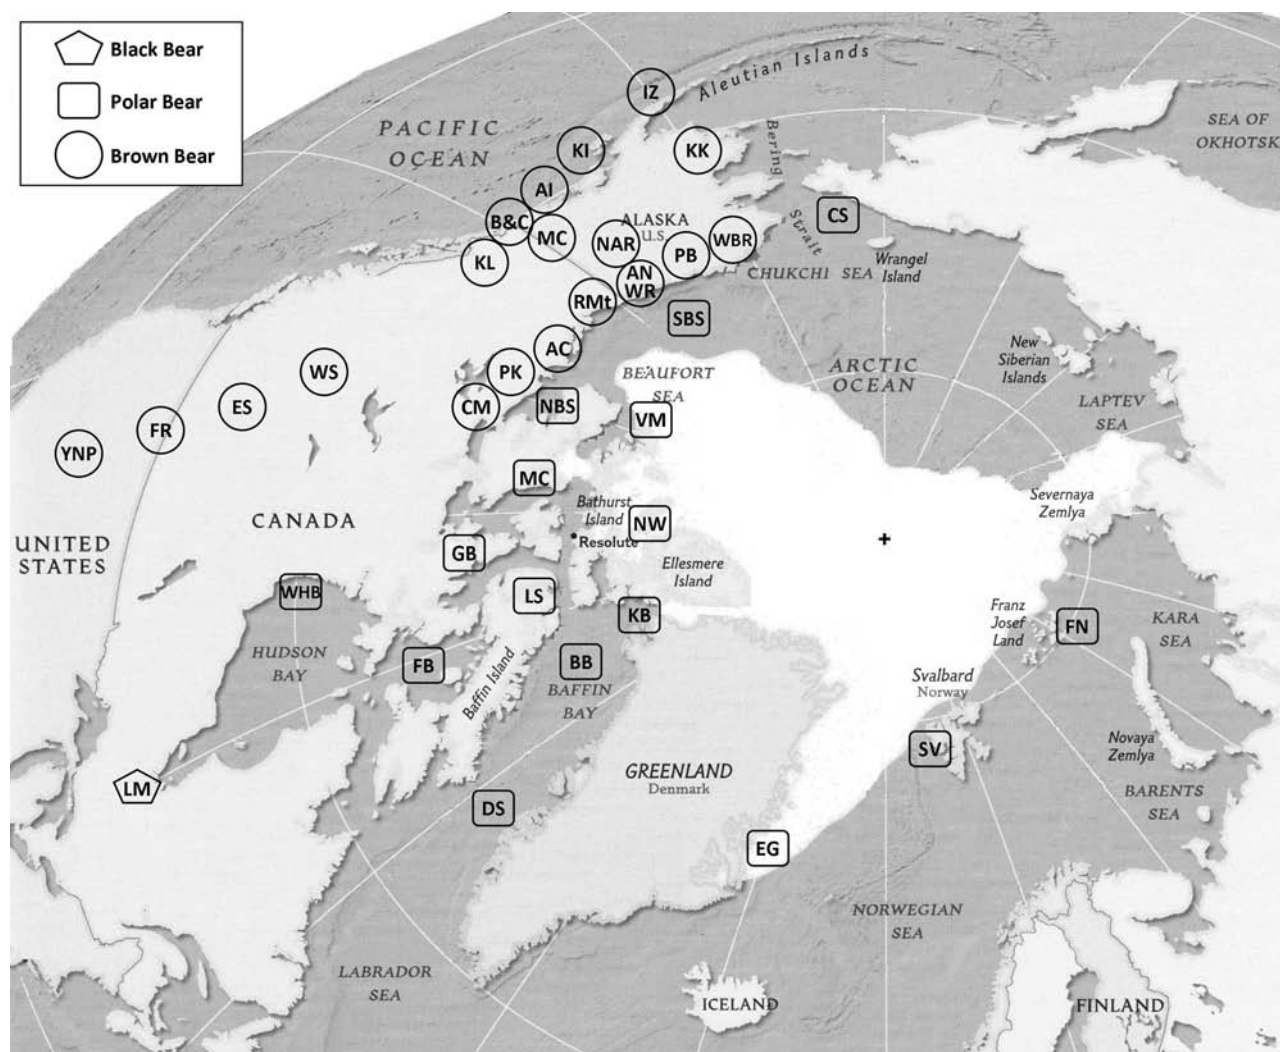 Black Bear
Polar Bear
Brown Bear
PACIFIC
OCEAN
Aleutian Islands
SEA OF
OKHOTSK
IZ
KI
KK
AI
B&C
MC
KL
NAR
ALASKA
U.S.
PB
WBR
AN
WR
RMt
Bering
Strait
CS
Wrangel
Island
CHUKCHI SEA
SBS
AC
PK
CM
NBS
BEAUFORT
SEA
VM
ARCTIC
OCEAN
New
Siberian
Islands
LAPTEV
SEA
WS
ES
FR
YNP
MC
Bathurst
Island
NW
Resolute
Ellesmere
Island
Severnaya
Zemlya
CANADA
UNITED
STATES
GB
WHB
LS
KB
Franz
Josef
Land
FN
KARA
SEA
HUDSON
BAY
FB
Baffin Island
BB
BAFFIN
BAY
Svalbard
Norway
SV
Novaya
Zemlya
BARENTS
SEA
LM
GREENLAND
Denmark
DS
EG
NORWEGIAN
SEA
LABRADOR
SEA
ICELAND
FINLAND